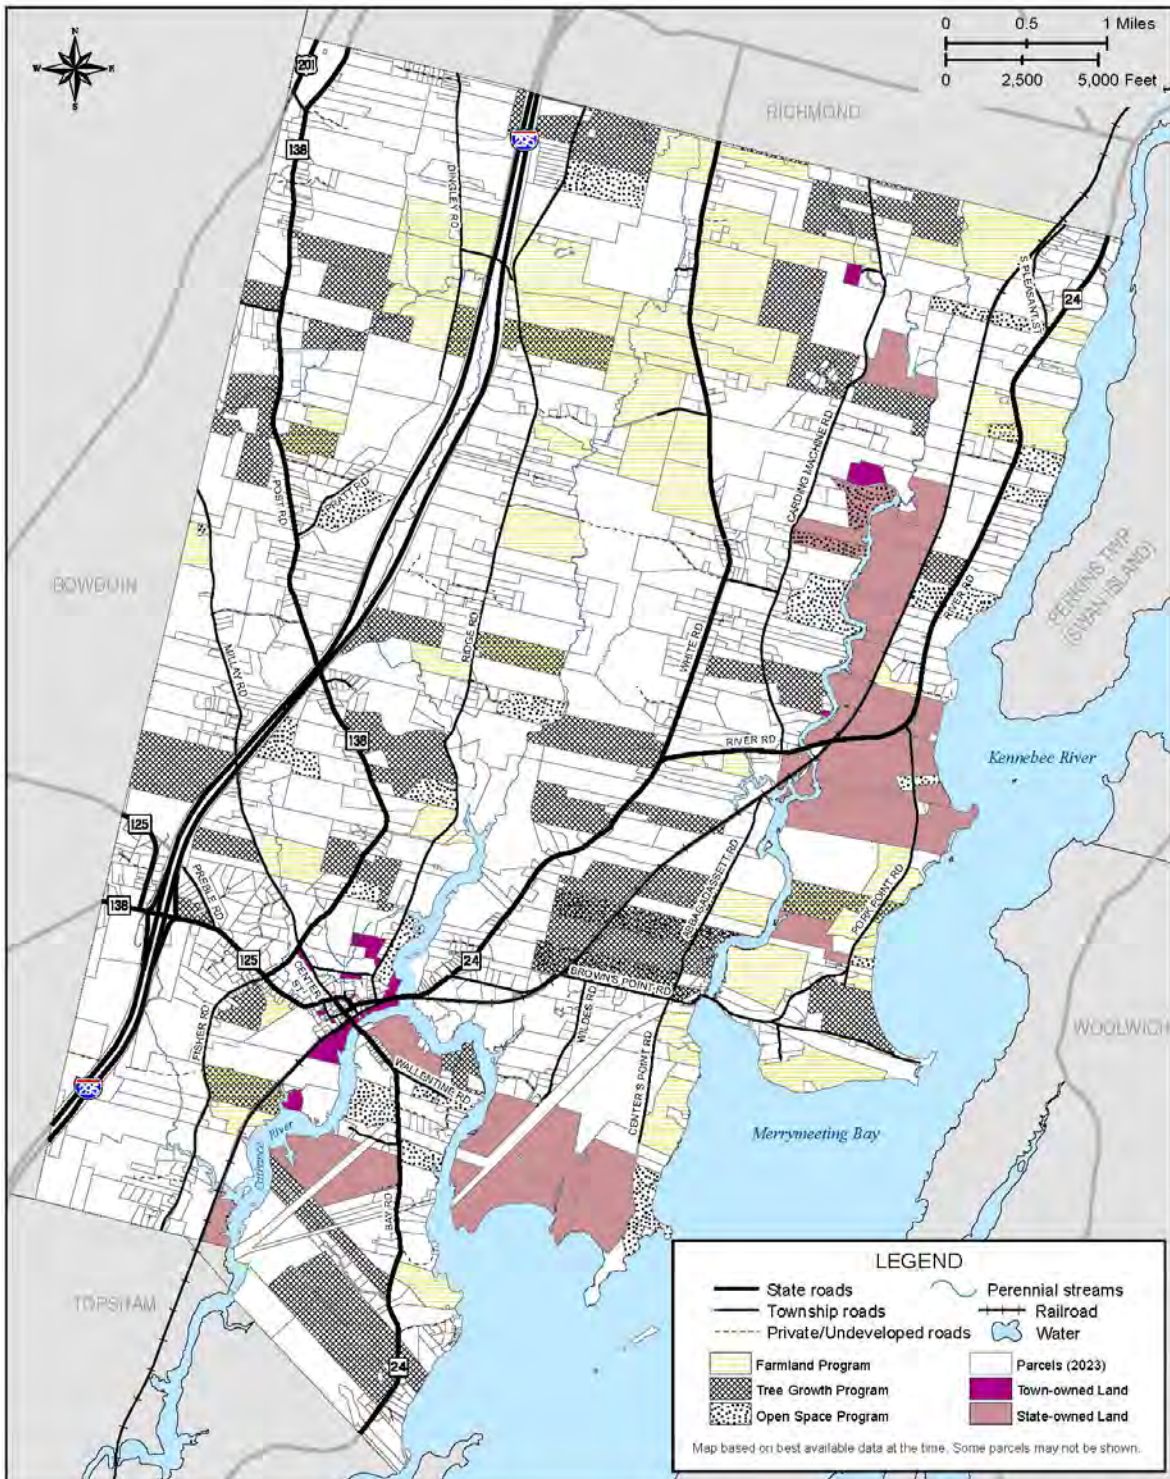 0 0.5 1 Miles
0 2,500 5,000 Feet
N
W E
S
201
RICHMOND
295
138
DINGLEY RD
S PLEASANT ST
24
CARDING MACHINE RD
POST RD
PRATT RD
PERKINS TWP
(SWAN ISLAND)
BOWDOIN
RIVER RD
WHITE RD
RIDGE RD
MILLAY RD
138
RIVER RD
Kennebec River
125
ABBAGADASSETT RD
PREBLE RD
138
PORK POINT RD
125
24
CENTER ST
BROWN'S POINT RD
WILDES RD
FISHER RD
CENTER'S POINT RD
WOOLWICH
WALLENTINE RD
295
Cathance River
Merrymeeting Bay
BAY RD
TOPSHAM
24
LEGEND
State roads
Perennial streams
Township roads
Railroad
Private/Undeveloped roads
Water
Farmland Program
Parcels (2023)
Tree Growth Program
Town-owned Land
Open Space Program
State-owned Land
Map based on best available data at the time. Some parcels may not be shown.